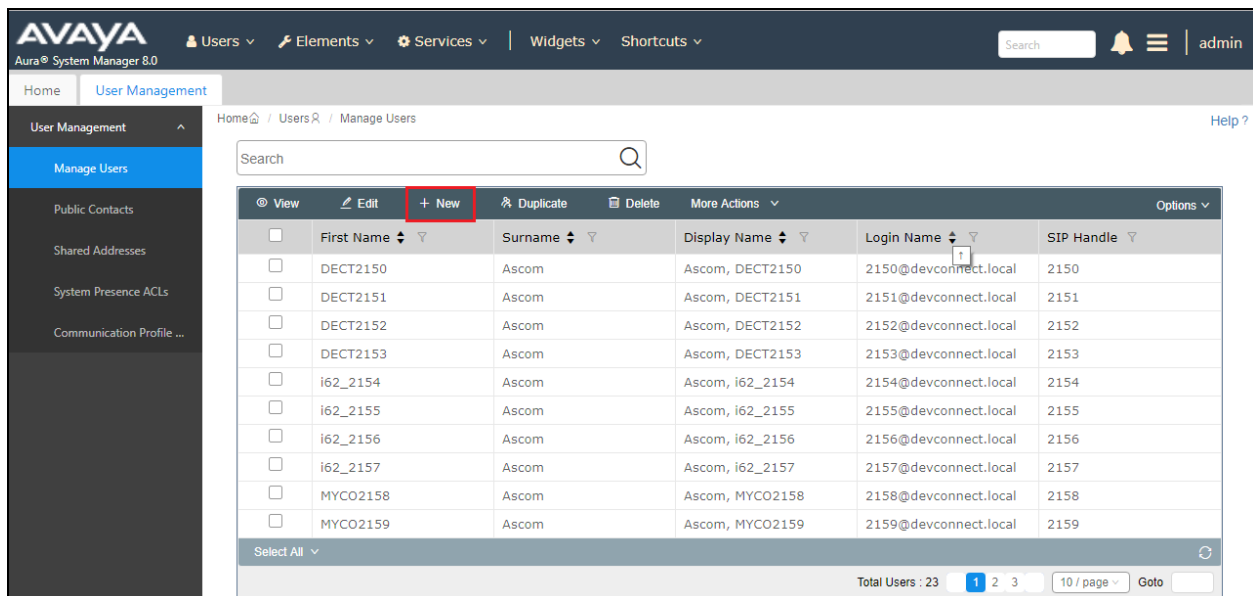 AVAYA
Aura® System Manager 8.0
Users Elements Services | Widgets Shortcuts Search | admin
Home User Management
User Management
Manage Users
Public Contacts
Shared Addresses
System Presence ACLs
Communication Profile ...
Home / Users / Manage Users Help ?
Search
View Edit + New Duplicate Delete More Actions Options
First Name Surname Display Name Login Name SIP Handle
DECT2150 Ascom Ascom, DECT2150 2150@devconnect.local 2150
DECT2151 Ascom Ascom, DECT2151 2151@devconnect.local 2151
DECT2152 Ascom Ascom, DECT2152 2152@devconnect.local 2152
DECT2153 Ascom Ascom, DECT2153 2153@devconnect.local 2153
i62_2154 Ascom Ascom, i62_2154 2154@devconnect.local 2154
i62_2155 Ascom Ascom, i62_2155 2155@devconnect.local 2155
i62_2156 Ascom Ascom, i62_2156 2156@devconnect.local 2156
i62_2157 Ascom Ascom, i62_2157 2157@devconnect.local 2157
MYCO2158 Ascom Ascom, MYCO2158 2158@devconnect.local 2158
MYCO2159 Ascom Ascom, MYCO2159 2159@devconnect.local 2159
Select All
Total Users : 23 1 2 3 10 / page Goto